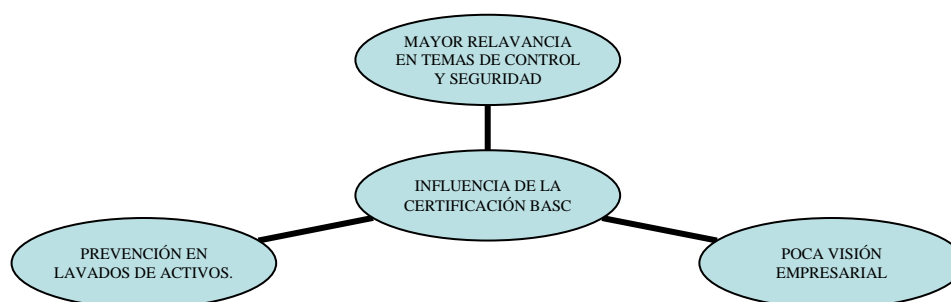 MAYOR RELAVANCIA
EN TEMAS DE CONTROL
Y SEGURIDAD
INFLUENCIA DE LA
CERTIFICACIÓN BASC
PREVENCIÓN EN
LAVADOS DE ACTIVOS.
POCA VISIÓN
EMPRESARIAL